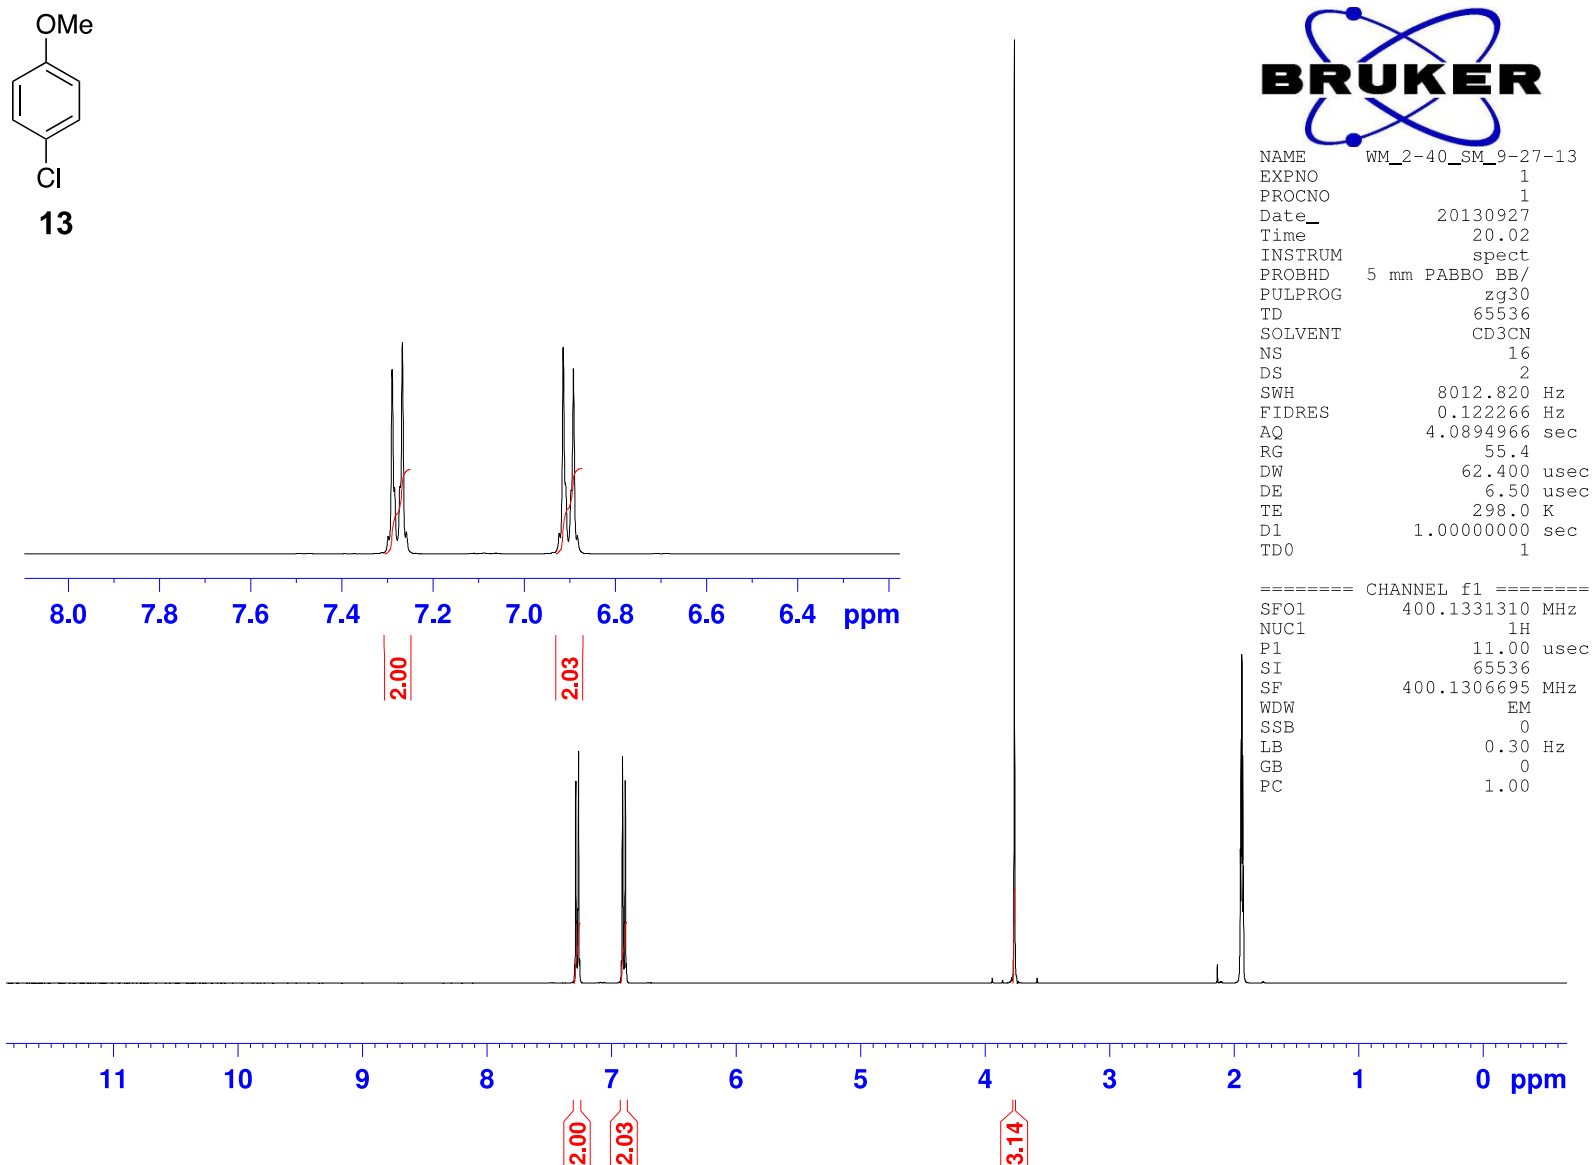 OMe
Cl
13
BRUKER
NAME WM_2-40_SM_9-27-13
EXPNO 1
PROCNO 1
Date_ 20130927
Time 20.02
INSTRUM spect
PROBHD 5 mm PABBO BB/
PULPROG zg30
TD 65536
SOLVENT CD3CN
NS 16
DS 2
SWH 8012.820 Hz
FIDRES 0.122266 Hz
AQ 4.0894966 sec
RG 55.4
DW 62.400 usec
DE 6.50 usec
TE 298.0 K
D1 1.00000000 sec
TD0 1
======== CHANNEL f1 ========
SFO1 400.1331310 MHz
NUC1 1H
P1 11.00 usec
SI 65536
SF 400.1306695 MHz
WDW EM
SSB 0
LB 0.30 Hz
GB 0
PC 1.00
8.0 7.8 7.6 7.4 7.2 7.0 6.8 6.6 6.4 ppm
2.00 2.03
11 10 9 8 7 6 5 4 3 2 1 0 ppm
2.00 2.03 3.14